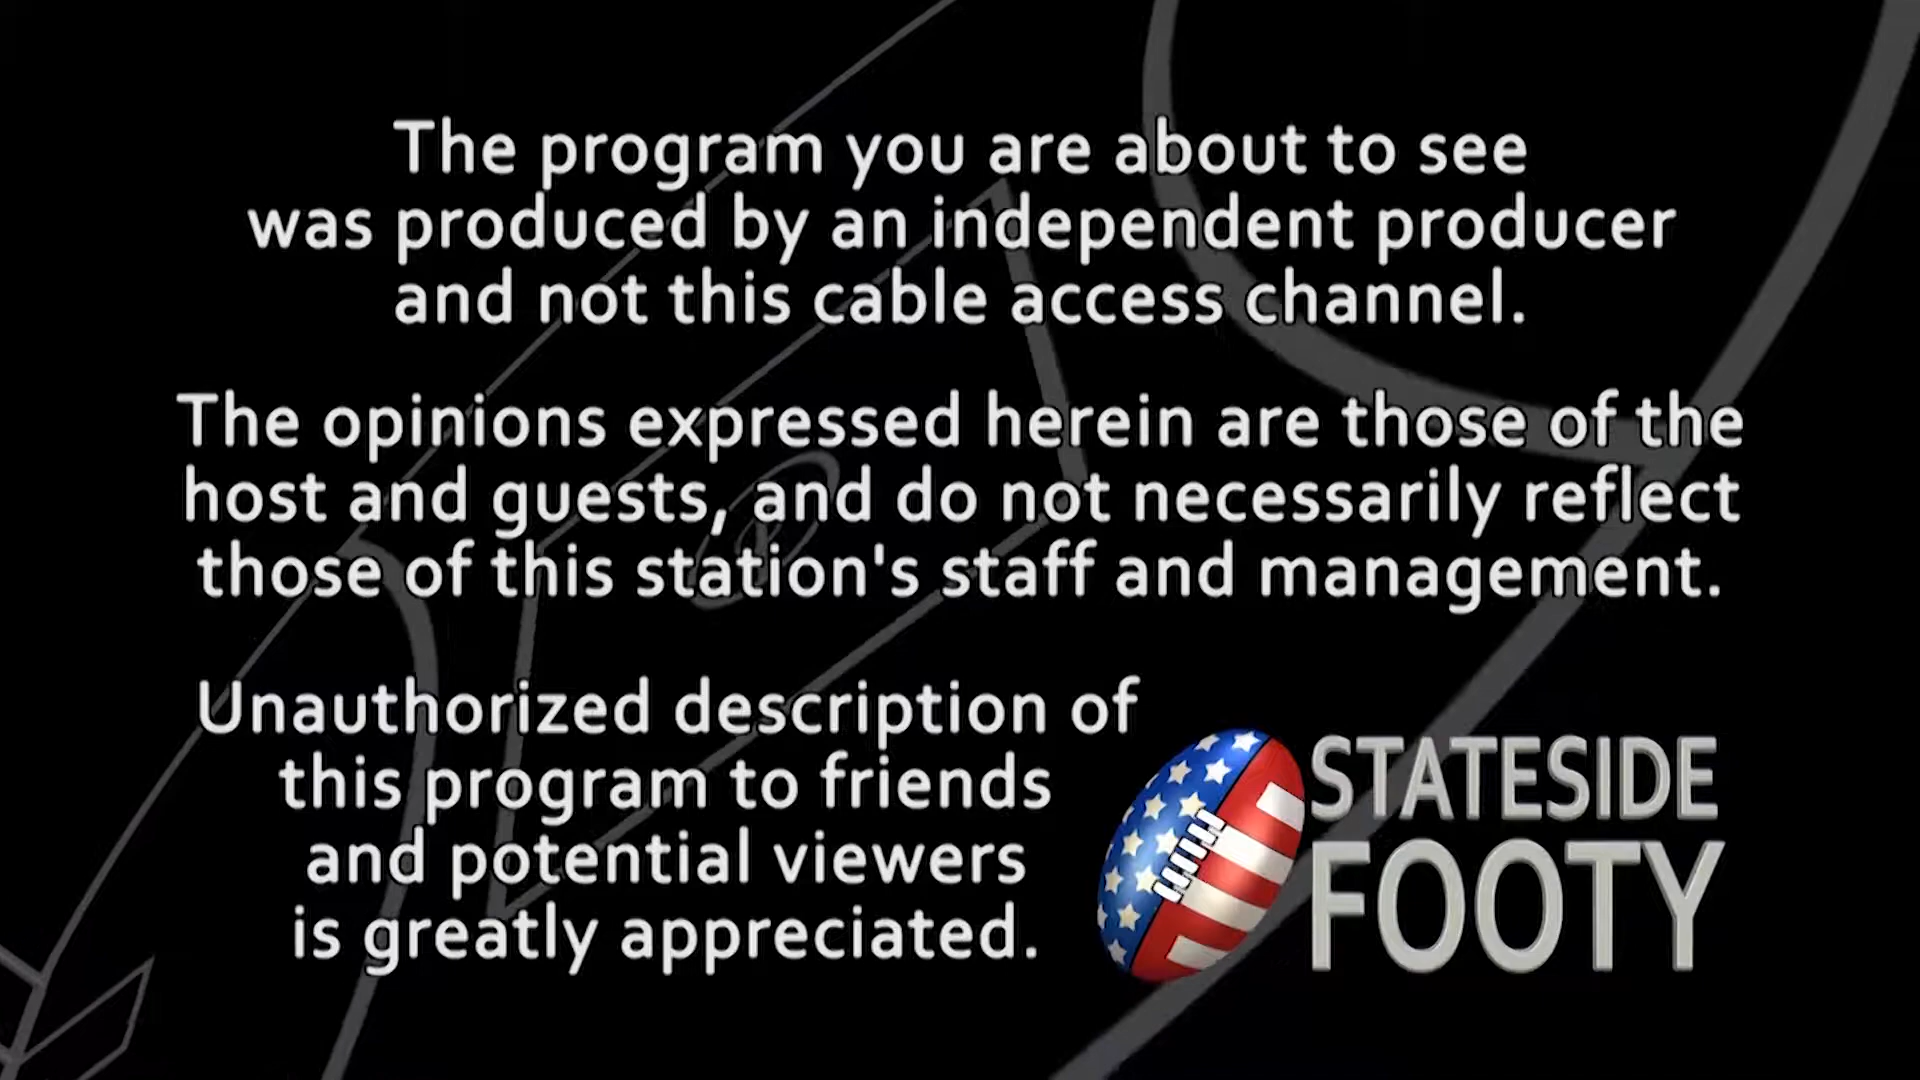 The program you are about to see
was produced by an independent producer
and not this cable access channel.
The opinions expressed herein are those of the
host and guests, and do not necessarily reflect
those of this station's staff and management.
Unauthorized description of
this program to friends
and potential viewers
is greatly appreciated.
STATESIDE
FOOTY